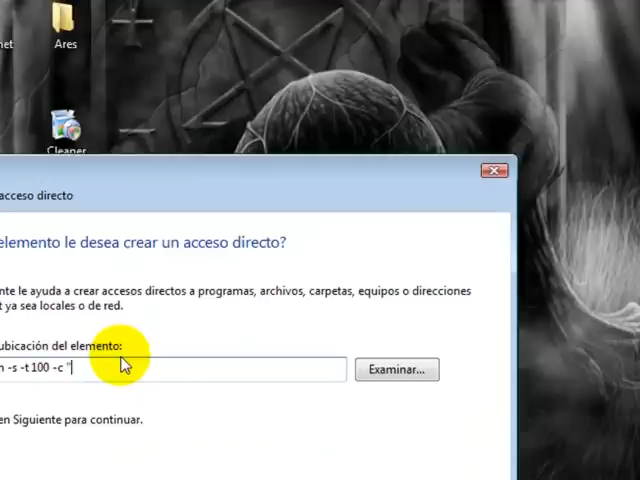 net
Ares
Cleaner
acceso directo
elemento le desea crear un acceso directo?
nte le ayuda a crear accesos directos a programas, archivos, carpetas, equipos o direcciones
t ya sea locales o de red.
ubicación del elemento:
n -s -t 100 -c "
Examinar...
en Siguiente para continuar.